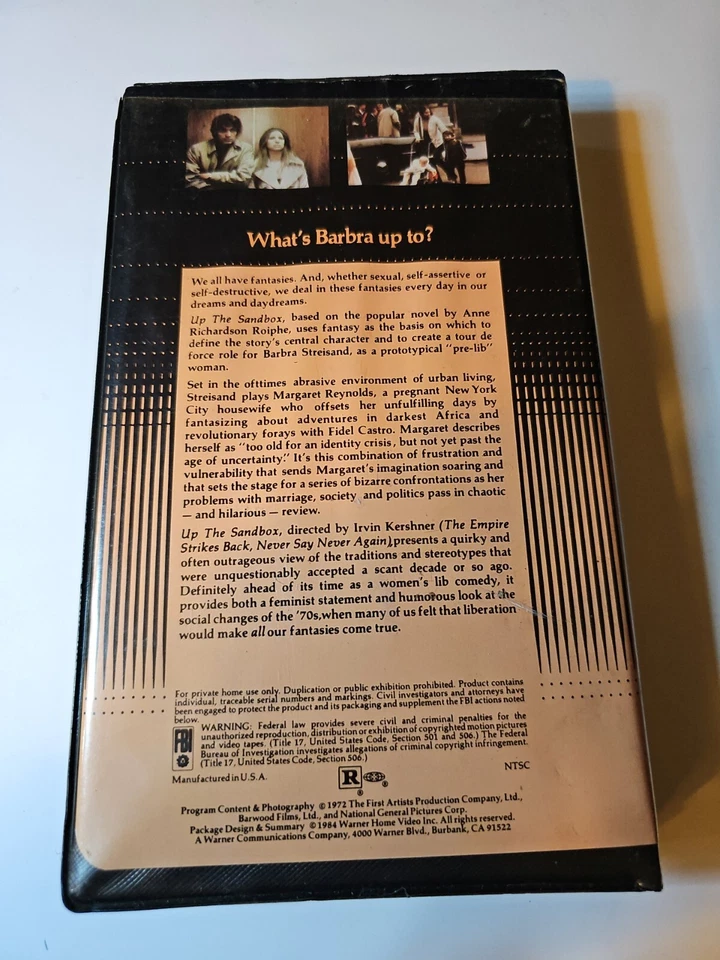 What's Barbra up to?
We all have fantasies. And, whether sexual, self-assertive or
self-destructive, we deal in these fantasies every day in our
dreams and daydreams.
Up The Sandbox, based on the popular novel by Anne
Richardson Roiphe, uses fantasy as the basis on which to
define the story's central character and to create a tour de
force role for Barbra Streisand, as a prototypical "pre-lib"
woman.
Set in the ofttimes abrasive environment of urban living,
Streisand plays Margaret Reynolds, a pregnant New York
City housewife who offsets her unfulfilling days by
fantasizing about adventures in darkest Africa and
revolutionary forays with Fidel Castro. Margaret describes
herself as "too old for an identity crisis, but not yet past the
age of uncertainty." It's this combination of frustration and
vulnerability that sends Margaret's imagination soaring and
that sets the stage for a series of bizarre confrontations as her
problems with marriage, society and politics pass in chaotic
— and hilarious — review.
Up The Sandbox, directed by Irvin Kershner (The Empire
Strikes Back, Never Say Never Again), presents a quirky and
often outrageous view of the traditions and stereotypes that
were unquestionably accepted a scant decade or so ago.
Definitely ahead of its time as a women's lib comedy, it
provides both a feminist statement and humorous look at the
social changes of the '70s, when many of us felt that liberation
would make all our fantasies come true.
For private home use only. Duplication or public exhibition prohibited. Product contains
individual, traceable serial numbers and markings. Civil investigators and attorneys have
been engaged to protect the product and its packaging and supplement the FBI actions noted
below.
FBI
WARNING: Federal law provides severe civil and criminal penalties for the
unauthorized reproduction, distribution or exhibition of copyrighted motion pictures
and video tapes. (Title 17, United States Code, Section 501 and 506.) The Federal
Bureau of Investigation investigates allegations of criminal copyright infringement.
(Title 17, United States Code, Section 506.)
Manufactured in U.S.A.
R
®
®
NTSC
Program Content & Photography © 1972 The First Artists Production Company, Ltd.,
Barwood Films, Ltd., and National General Pictures Corp.
Package Design & Summary © 1984 Warner Home Video Inc. All rights reserved.
A Warner Communications Company, 4000 Warner Blvd., Burbank, CA 91522